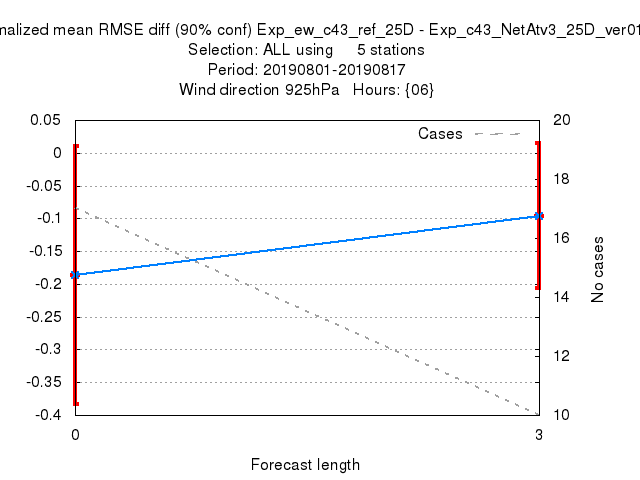 nalized mean RMSE diff (90% conf) Exp_ew_c43_ref_25D - Exp_c43_NetAtv3_25D_ver01
Selection: ALL using 5 stations
Period: 20190801-20190817
Wind direction 925hPa Hours: {06}
Cases
0.05
0
-0.05
-0.1
-0.15
-0.2
-0.25
-0.3
-0.35
-0.4
20
18
16
14
12
10
No cases
0
3
Forecast length